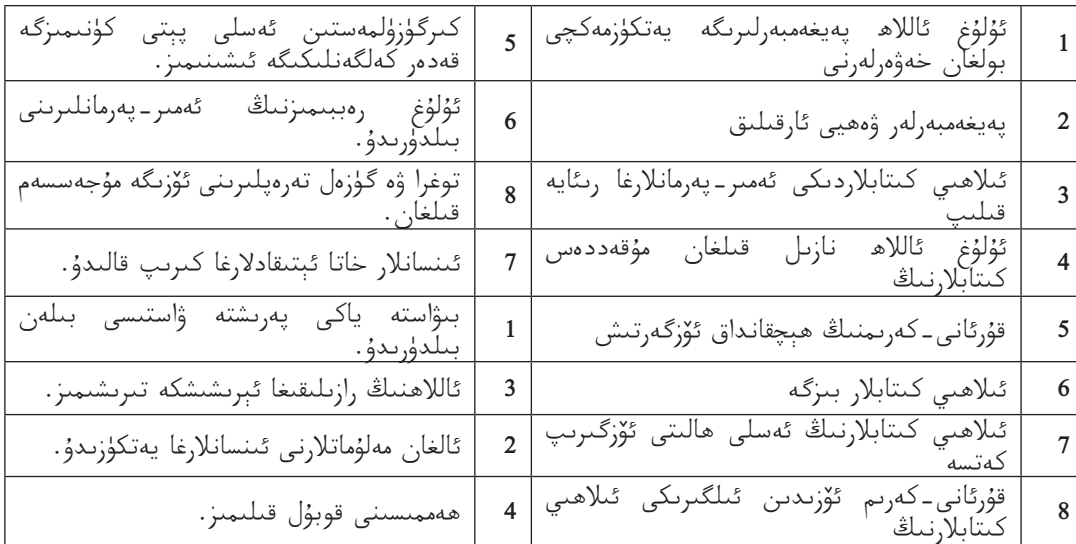 1 ئۇلۇغ ئاللاھ پەيغەمبەرلىرىگە يەتكۈزمەكچى
بولغان خەۋەرلەرنى
5 كىرگۈزۈلمەستىن ئەسلى پېتى كۈنىمىزگە
قەدەر كەلگەنلىكىگە ئىشىنىمىز.
2 پەيغەمبەرلەر ۋەھيى ئارقىلىق
6 ئۇلۇغ رەببىمىزنىڭ ئەمىر-پەرمانلىرىنى
بىلدۈرىدۇ.
3 ئىلاھىي كىتابلاردىكى ئەمىر-پەرمانلارغا رىئايە
قىلىپ
8 توغرا ۋە گۈزەل تەرەپلىرىنى ئۆزىگە مۇجەسسەم
قىلغان.
4 ئۇلۇغ ئاللاھ نازىل قىلغان مۇقەددەس
كىتابلارنىڭ
7 ئىنسانلار خاتا ئېتىقادلارغا كىرىپ قالىدۇ.
5 قۇرئانى-كەرىمنىڭ ھېچقانداق ئۆزگەرتىش
1 بىۋاستە ياكى پەرىشتە ۋاستىسى بىلەن
بىلدۈرىدۇ.
6 ئىلاھىي كىتابلار بىزگە
3 ئاللاھنىڭ رازىلىقىغا ئېرىشىشكە تىرىشىمىز.
7 ئىلاھىي كىتابلارنىڭ ئەسلى ھالىتى ئۆزگىرىپ
كەتسە
2 ئالغان مەلۇماتلارنى ئىنسانلارغا يەتكۈزىدۇ.
8 قۇرئانى-كەرىم ئۆزىدىن ئىلگىرىكى ئىلاھىي
كىتابلارنىڭ
4 ھەممىسىنى قوبۇل قىلىمىز.